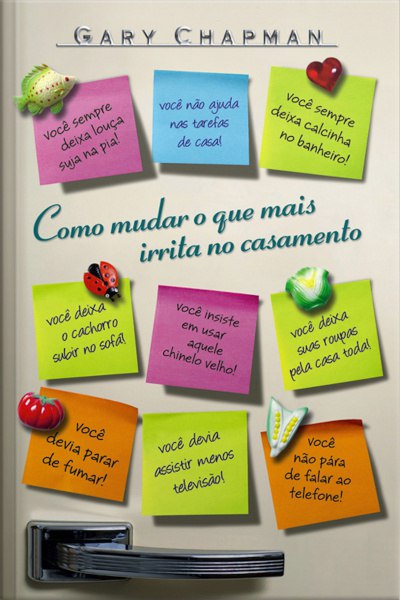 GARY CHAPMAN
você sempre
deixa louça
suja na pia!
você não ajuda
nas tarefas
de casa!
você sempre
deixa calcinha
no banheiro!
Como mudar o que mais
irrita no casamento
você deixa
o cachorro
subir no sofá!
você insiste
em usar
aquele
chinelo velho!
você deixa
suas roupas
pela casa toda!
você
devia parar
de fumar!
você devia
assistir menos
televisão!
você
não pára
de falar ao
telefone!